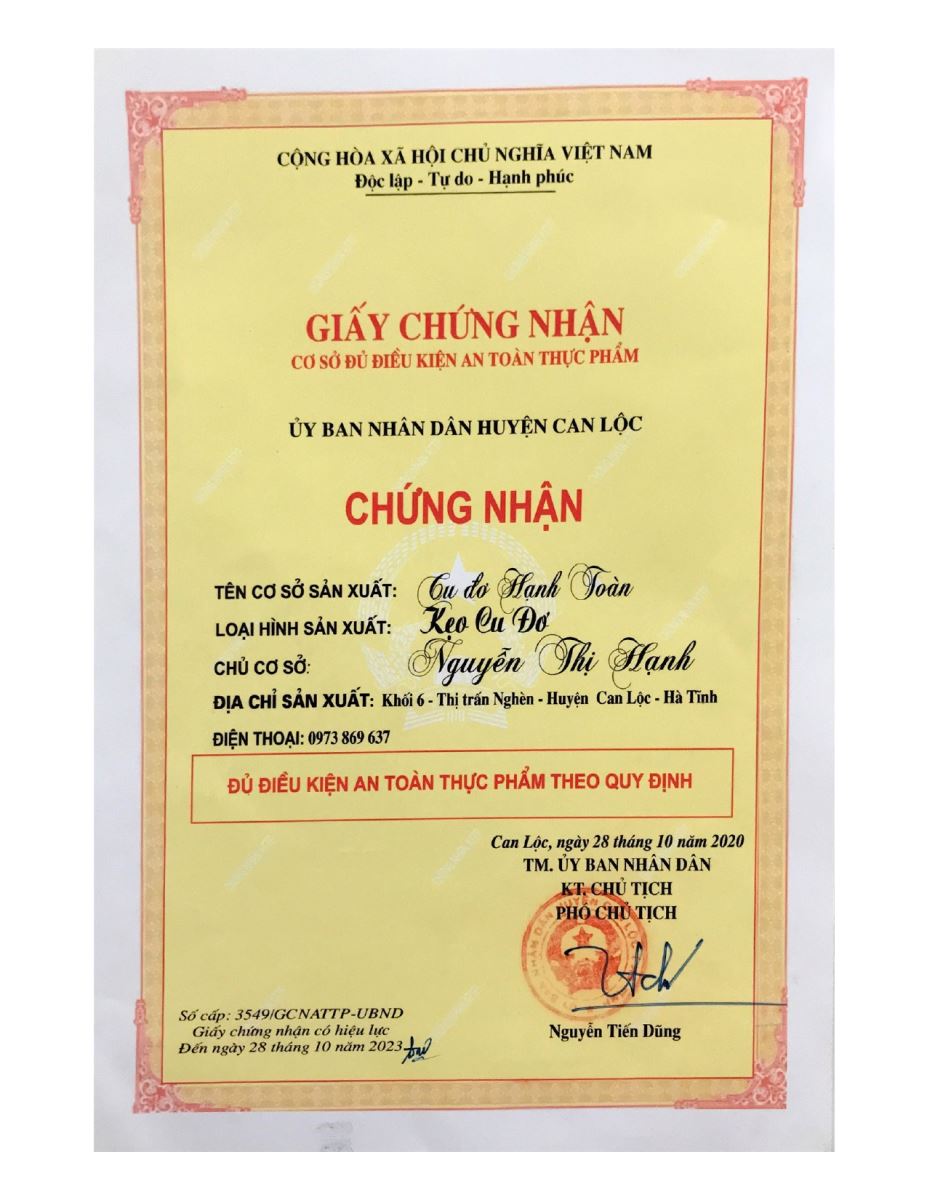 CỘNG HÒA XÃ HỘI CHỦ NGHĨA VIỆT NAM
Độc lập - Tự do - Hạnh phúc
GIẤY CHỨNG NHẬN
CƠ SỞ ĐỦ ĐIỀU KIỆN AN TOÀN THỰC PHẨM
ỦY BAN NHÂN DÂN HUYỆN CAN LỘC
CHỨNG NHẬN
TÊN CƠ SỞ SẢN XUẤT: Cu đơ Hạnh Toàn
LOẠI HÌNH SẢN XUẤT: Kẹo Cu Đơ
CHỦ CƠ SỞ: Nguyễn Thị Hạnh
ĐỊA CHỈ SẢN XUẤT: Khối 6 - Thị trấn Nghèn - Huyện Can Lộc - Hà Tĩnh
ĐIỆN THOẠI: 0973 869 637
ĐỦ ĐIỀU KIỆN AN TOÀN THỰC PHẨM THEO QUY ĐỊNH
Can Lộc, ngày 28 tháng 10 năm 2020
TM. ỦY BAN NHÂN DÂN
KT. CHỦ TỊCH
PHÓ CHỦ TỊCH
Nguyễn Tiến Dũng
Số cấp: 3549/GCNATTP-UBND
Giấy chứng nhận có hiệu lực
Đến ngày 28 tháng 10 năm 2023